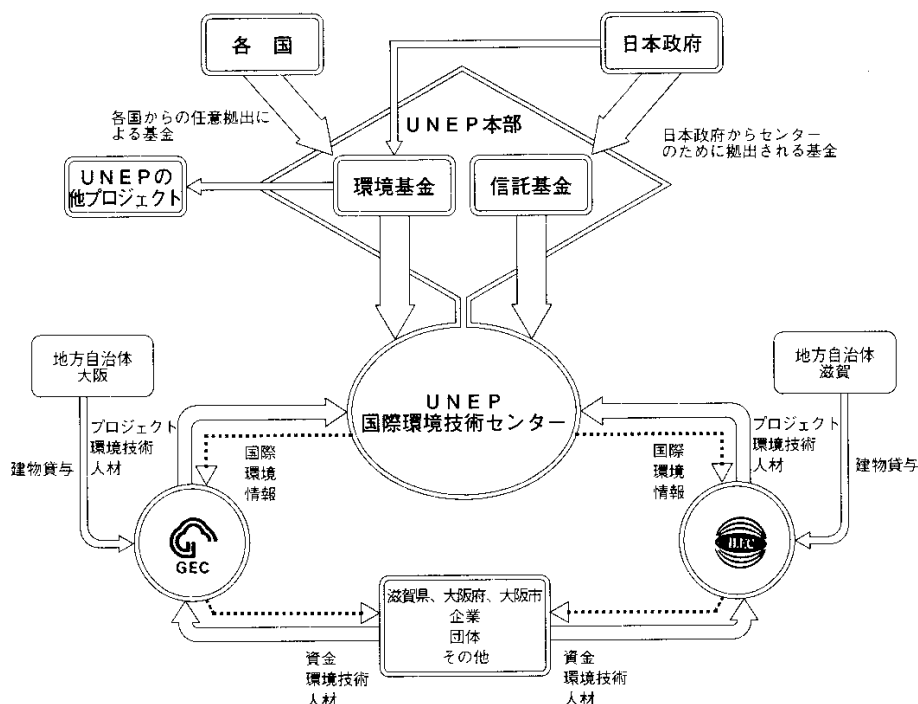 各国
日本政府
UNEP本部
各国からの任意拠出に
よる基金
日本政府からセンター
のために拠出される基金
UNEPの
他プロジェクト
環境基金
信託基金
地方自治体
大阪
地方自治体
滋賀
UNEP
国際環境技術センター
建物貸与
プロジェクト
環境技術
人材
国際
環境
情報
国際
環境
情報
プロジェクト
環境技術
人材
建物貸与
GEC
ILEC
滋賀県、大阪府、大阪市
企業
団体
その他
資金
環境技術
人材
資金
環境技術
人材